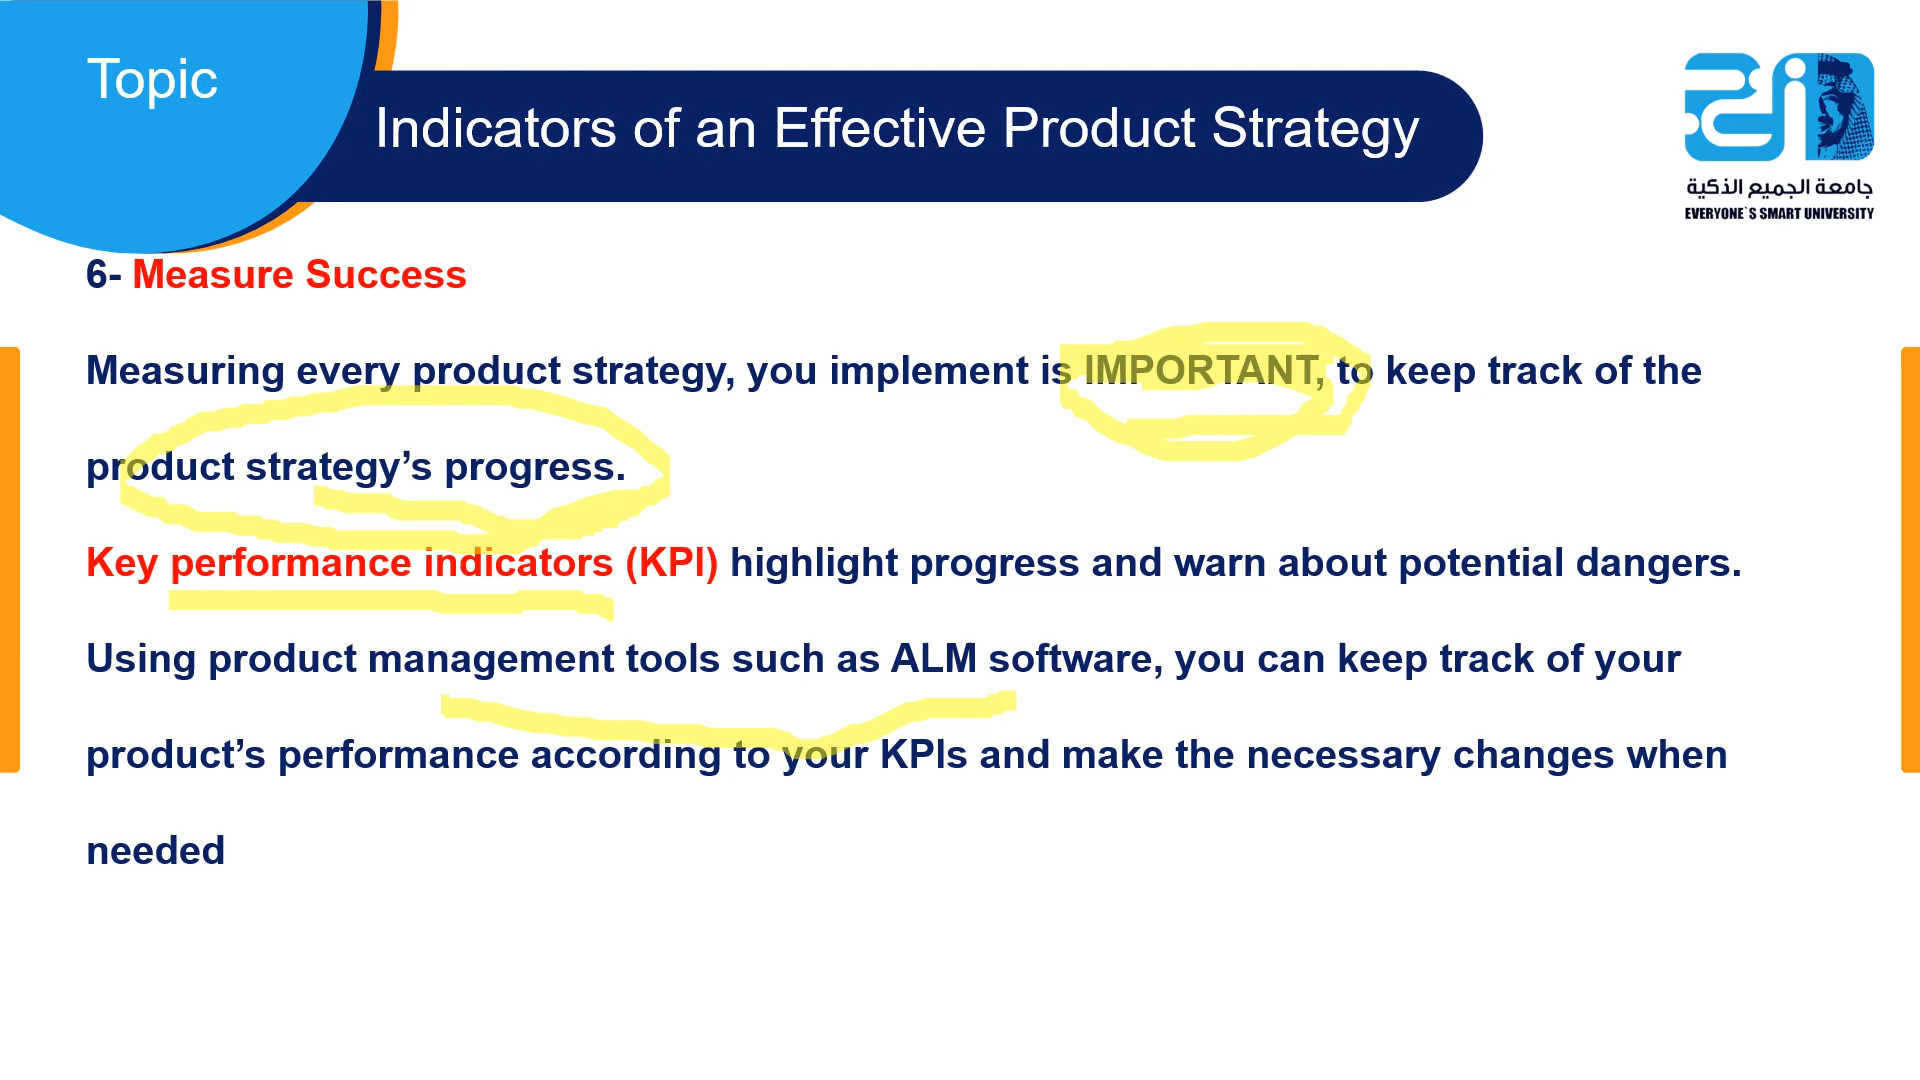 Topic
Indicators of an Effective Product Strategy
جامعة الجميع الذكية
EVERYONE`S SMART UNIVERSITY
6- Measure Success
Measuring every product strategy, you implement is IMPORTANT, to keep track of the
product strategy’s progress.
Key performance indicators (KPI) highlight progress and warn about potential dangers.
Using product management tools such as ALM software, you can keep track of your
product’s performance according to your KPIs and make the necessary changes when
needed